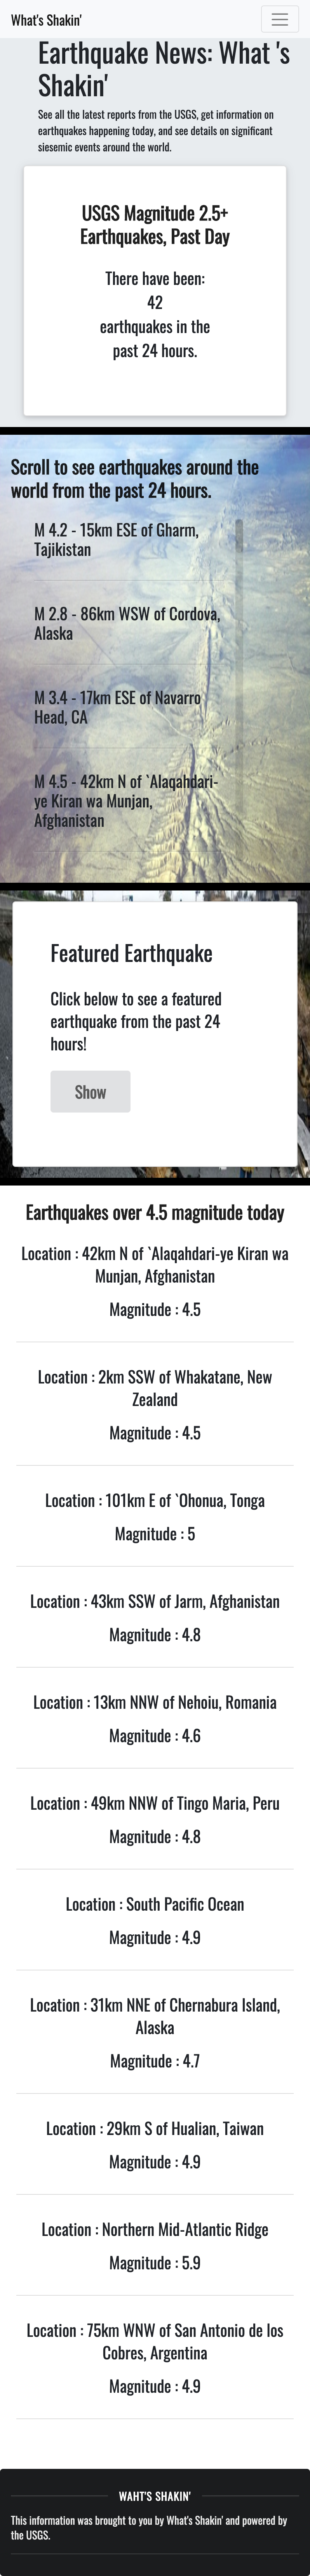 What's Shakin'
Earthquake News: What 's
Shakin'
See all the latest reports from the USGS, get information on
earthquakes happening today, and see details on significant
siesemic events around the world.
USGS Magnitude 2.5+
Earthquakes, Past Day
There have been:
42
earthquakes in the
past 24 hours.
Scroll to see earthquakes around the
world from the past 24 hours.
M 4.2 - 15km ESE of Gharm,
Tajikistan
M 2.8 - 86km WSW of Cordova,
Alaska
M 3.4 - 17km ESE of Navarro
Head, CA
M 4.5 - 42km N of `Alaqahdari-
ye Kiran wa Munjan,
Afghanistan
Featured Earthquake
Click below to see a featured
earthquake from the past 24
hours!
Show
Earthquakes over 4.5 magnitude today
Location : 42km N of `Alaqahdari-ye Kiran wa
Munjan, Afghanistan
Magnitude : 4.5
Location : 2km SSW of Whakatane, New
Zealand
Magnitude : 4.5
Location : 101km E of `Ohonua, Tonga
Magnitude : 5
Location : 43km SSW of Jarm, Afghanistan
Magnitude : 4.8
Location : 13km NNW of Nehoiu, Romania
Magnitude : 4.6
Location : 49km NNW of Tingo Maria, Peru
Magnitude : 4.8
Location : South Pacific Ocean
Magnitude : 4.9
Location : 31km NNE of Chernabura Island,
Alaska
Magnitude : 4.7
Location : 29km S of Hualian, Taiwan
Magnitude : 4.9
Location : Northern Mid-Atlantic Ridge
Magnitude : 5.9
Location : 75km WNW of San Antonio de los
Cobres, Argentina
Magnitude : 4.9
WAHT'S SHAKIN'
This information was brought to you by What's Shakin' and powered by
the USGS.